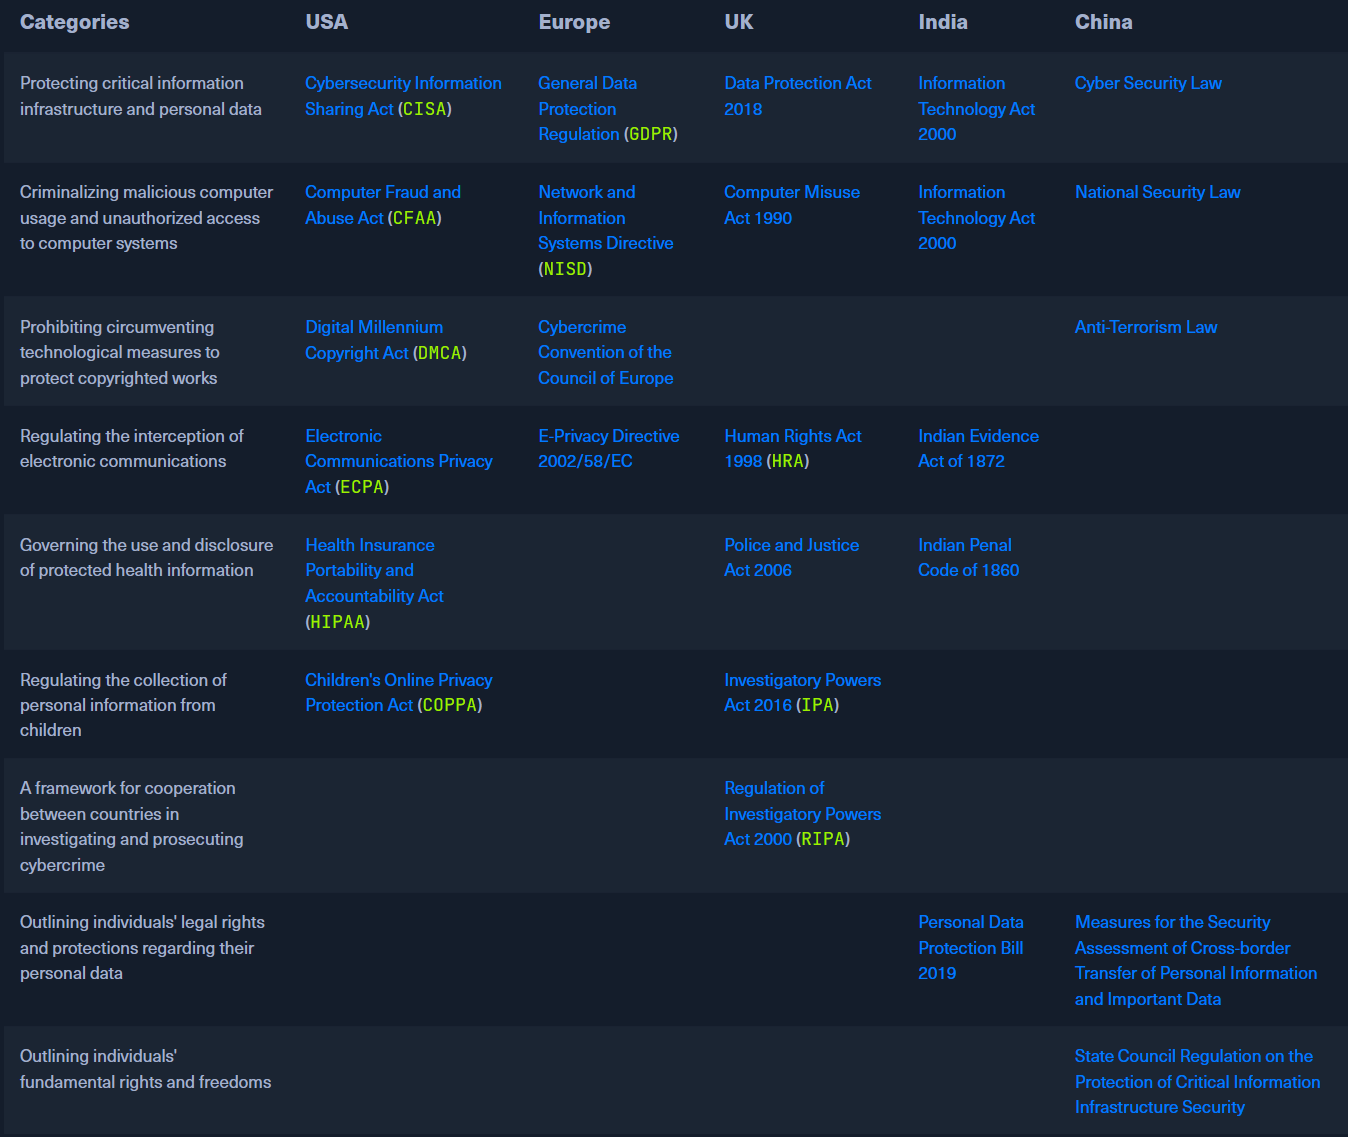 Categories
USA
Europe
UK
India
China
Protecting critical information
infrastructure and personal data
Cybersecurity Information
Sharing Act (CISA)
General Data
Protection
Regulation (GDPR)
Data Protection Act
2018
Information
Technology Act
2000
Cyber Security Law
Criminalizing malicious computer
usage and unauthorized access
to computer systems
Computer Fraud and
Abuse Act (CFAA)
Network and
Information
Systems Directive
(NISD)
Computer Misuse
Act 1990
Information
Technology Act
2000
National Security Law
Prohibiting circumventing
technological measures to
protect copyrighted works
Digital Millennium
Copyright Act (DMCA)
Cybercrime
Convention of the
Council of Europe
Anti-Terrorism Law
Regulating the interception of
electronic communications
Electronic
Communications Privacy
Act (ECPA)
E-Privacy Directive
2002/58/EC
Human Rights Act
1998 (HRA)
Indian Evidence
Act of 1872
Governing the use and disclosure
of protected health information
Health Insurance
Portability and
Accountability Act
(HIPAA)
Police and Justice
Act 2006
Indian Penal
Code of 1860
Regulating the collection of
personal information from
children
Children's Online Privacy
Protection Act (COPPA)
Investigatory Powers
Act 2016 (IPA)
A framework for cooperation
between countries in
investigating and prosecuting
cybercrime
Regulation of
Investigatory Powers
Act 2000 (RIPA)
Outlining individuals' legal rights
and protections regarding their
personal data
Personal Data
Protection Bill
2019
Measures for the Security
Assessment of Cross-border
Transfer of Personal Information
and Important Data
Outlining individuals'
fundamental rights and freedoms
State Council Regulation on the
Protection of Critical Information
Infrastructure Security